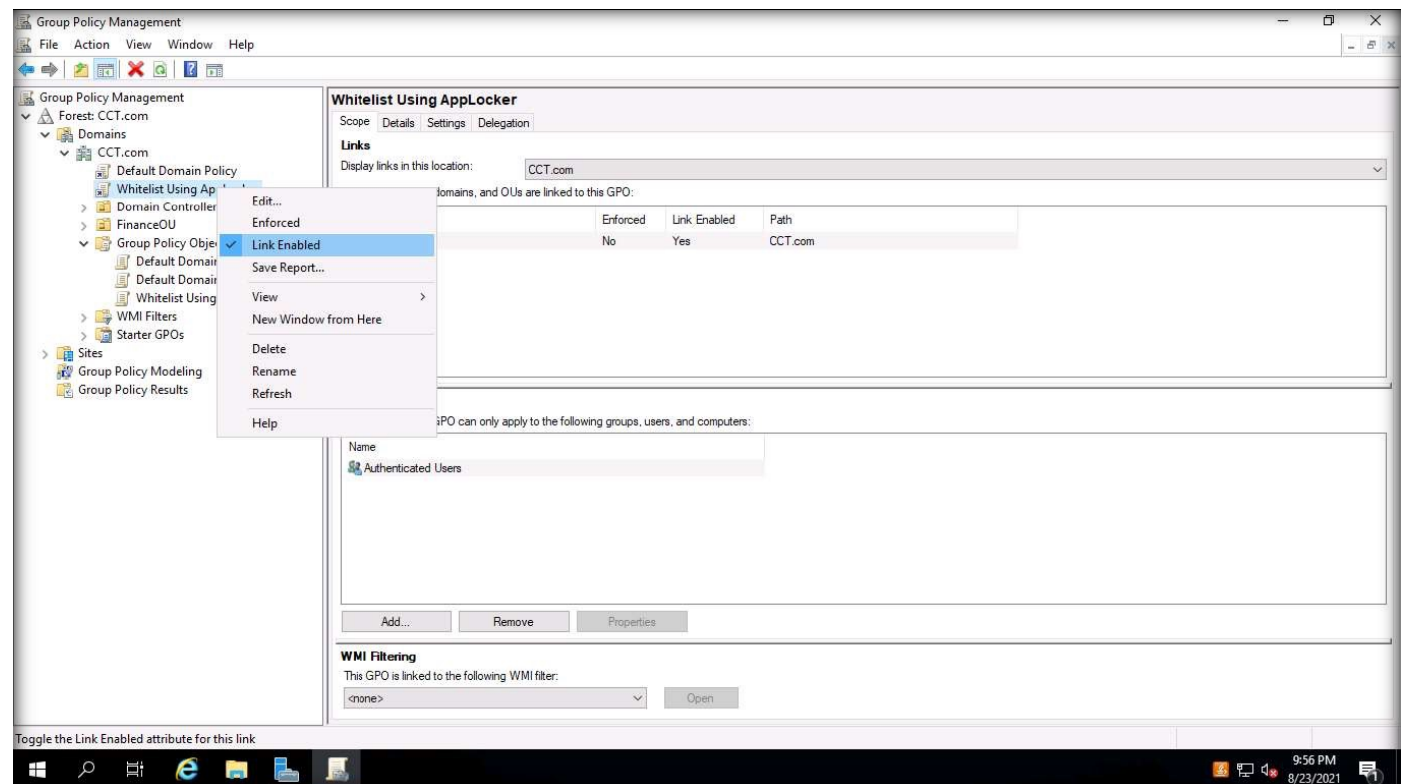 Group Policy Management
File Action View Window Help
Group Policy Management
Forest: CCT.com
Domains
CCT.com
Default Domain Policy
Whitelist Using
Domain Controller
FinanceOU
Group Policy Obje
Default Domain
Default Domain
Whitelist Using
WMI Filters
Starter GPOs
Sites
Group Policy Modeling
Group Policy Results
Edit...
Enforced
Link Enabled
Save Report...
View
New Window from Here
Delete
Rename
Refresh
Help
Whitelist Using AppLocker
Scope Details Settings Delegation
Links
Display links in this location: CCT.com
domains, and OUs are linked to this GPO:
Enforced Link Enabled Path
No Yes CCT.com
GPO can only apply to the following groups, users, and computers:
Name
Authenticated Users
Add... Remove Properties
WMI Filtering
This GPO is linked to the following WMI filter:
<none> Open
Toggle the Link Enabled attribute for this link
9:56 PM
8/23/2021